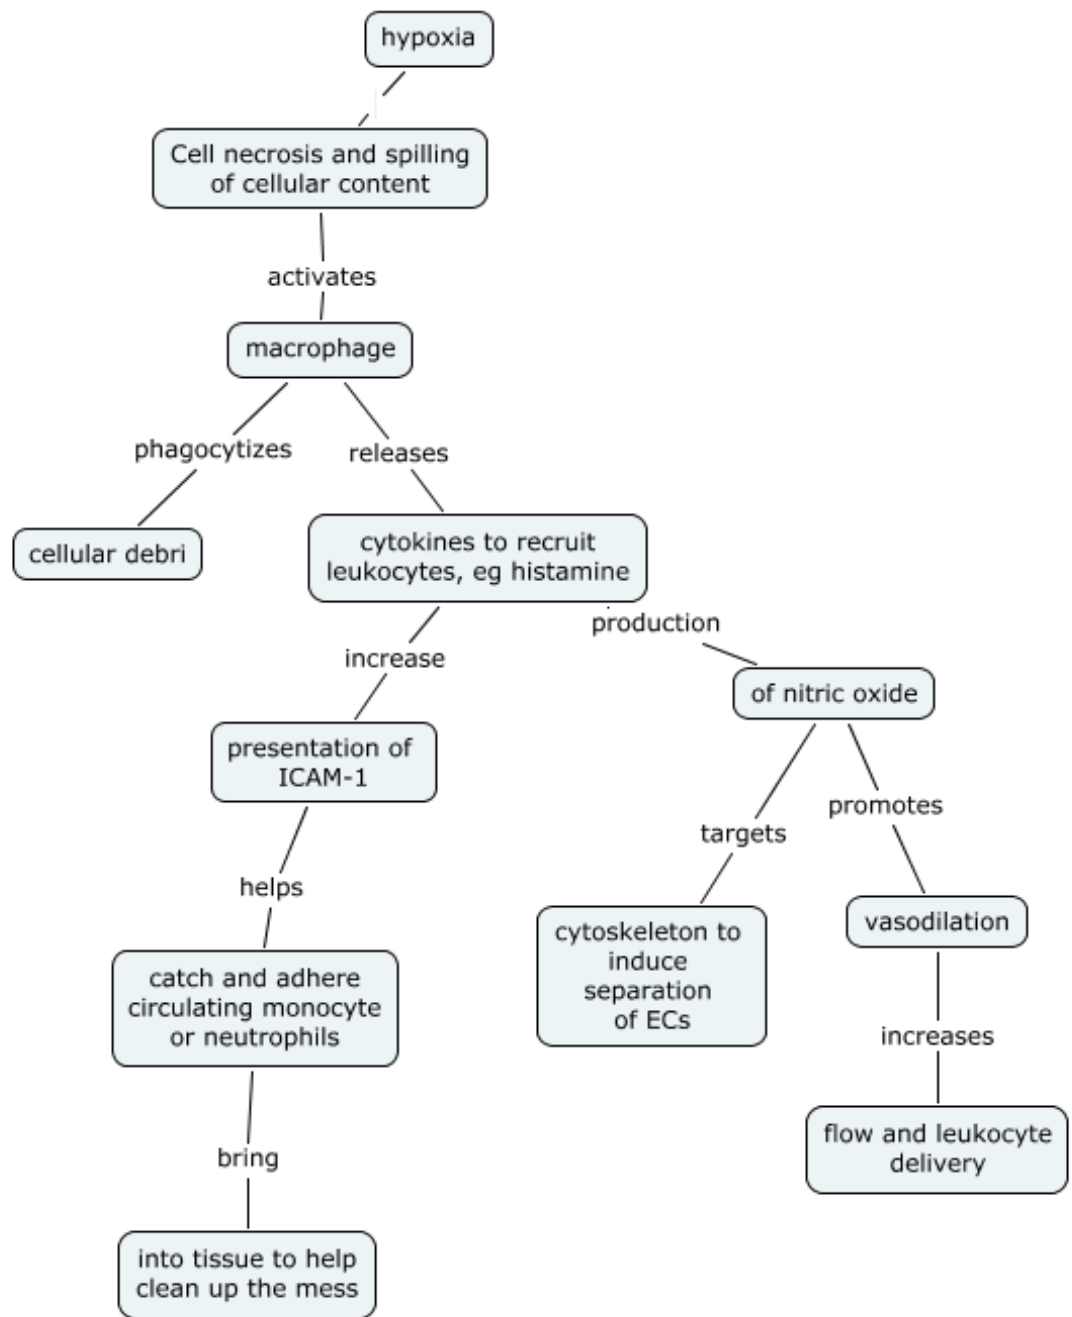 hypoxia
Cell necrosis and spilling
of cellular content
activates
macrophage
phagocytizes
releases
cellular debri
cytokines to recruit
leukocytes, eg histamine
production
increase
of nitric oxide
presentation of
ICAM-1
promotes
targets
helps
vasodilation
cytoskeleton to
induce
separation
of ECs
catch and adhere
circulating monocyte
or neutrophils
increases
flow and leukocyte
delivery
bring
into tissue to help
clean up the mess